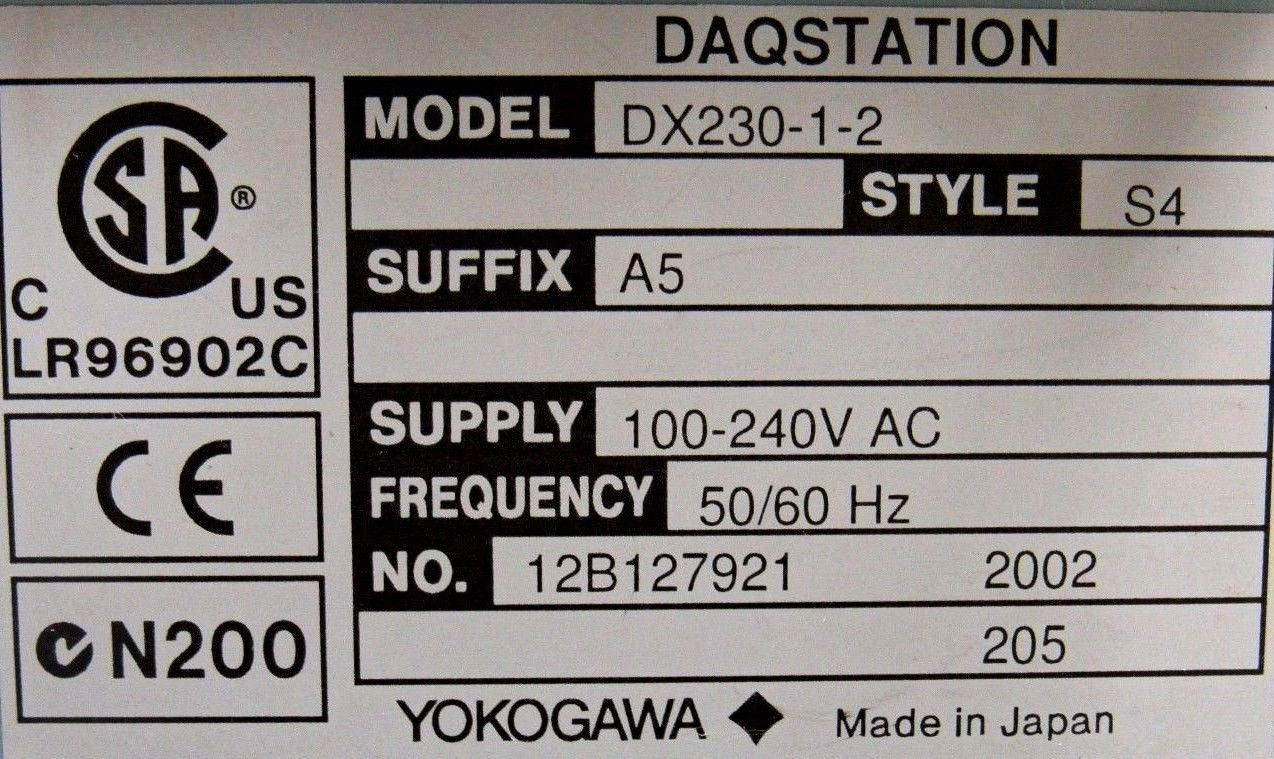 DAQSTATION
MODEL DX230-1-2
STYLE S4
SUFFIX A5
SUPPLY 100-240V AC
FREQUENCY 50/60 Hz
NO. 12B127921 2002
205
YOKOGAWA Made in Japan
CSA ®
C US
LR96902C
CE
N200